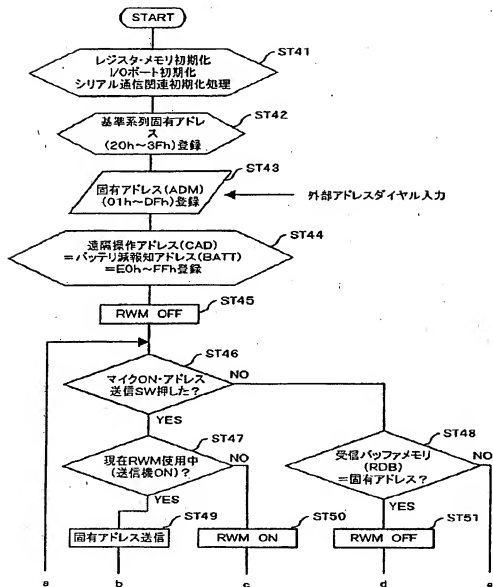 START
ST41
レジスタ・メモリ初期化
I/Oポート初期化
シリアル通信関連初期化処理
ST42
基準系列固有アドレ
ス
(20h~3Fh)登録
ST43
固有アドレス(ADM)
(01h~DFh)登録
外部アドレスダイヤル入力
ST44
遠隔操作アドレス(CAD)
=バッテリ減報知アドレス(BATT)
=E0h~FFh登録
ST45
RWM OFF
ST46
マイクON・アドレス
送信SW押した?
NO
YES
ST47
現在RWM使用中
(送信機ON)?
NO
YES
ST48
受信バッファメモリ
(RDB)
=固有アドレス?
NO
YES
ST49
固有アドレス送信
ST50
RWM ON
ST51
RWM OFF
a
b
c
d
e